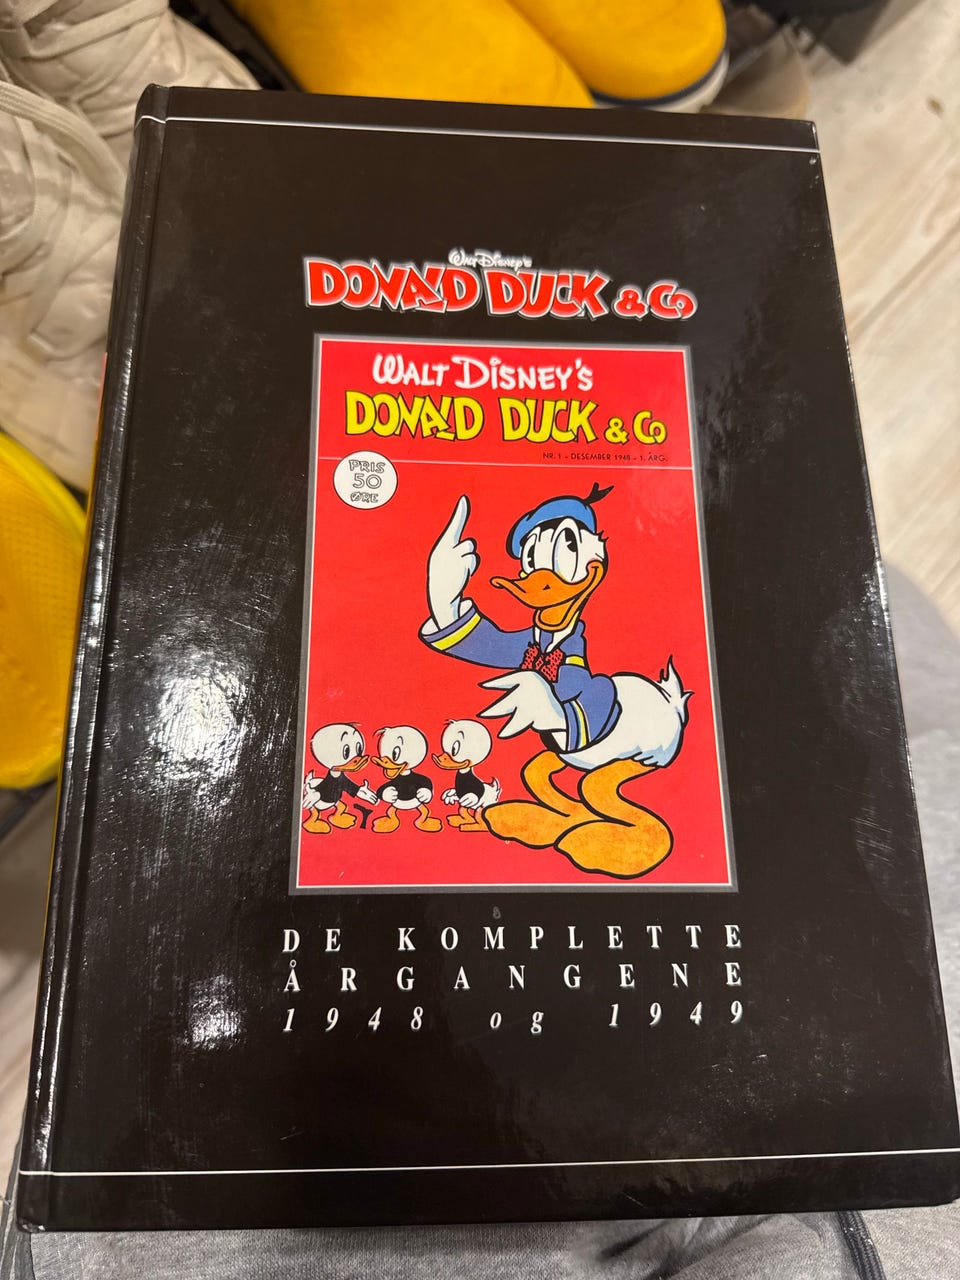 Walt Disney's
DONALD DUCK & Co
WALT DISNEY'S
DONALD DUCK & Co
NR. 1 - DESEMBER 1948 - 1. ÅRG.
PRIS
50
ØRE
DE KOMPLETTE
ÅRGANGENE
1948 og 1949